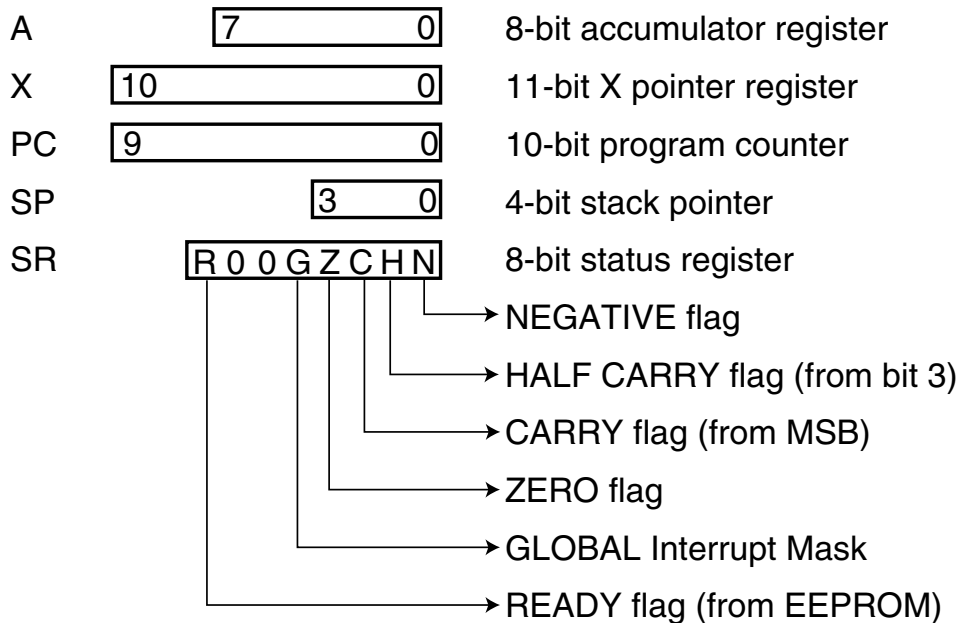 A 7 0 8-bit accumulator register
X 10 0 11-bit X pointer register
PC 9 0 10-bit program counter
SP 3 0 4-bit stack pointer
SR R 0 0 G Z C H N 8-bit status register
NEGATIVE flag
HALF CARRY flag (from bit 3)
CARRY flag (from MSB)
ZERO flag
GLOBAL Interrupt Mask
READY flag (from EEPROM)